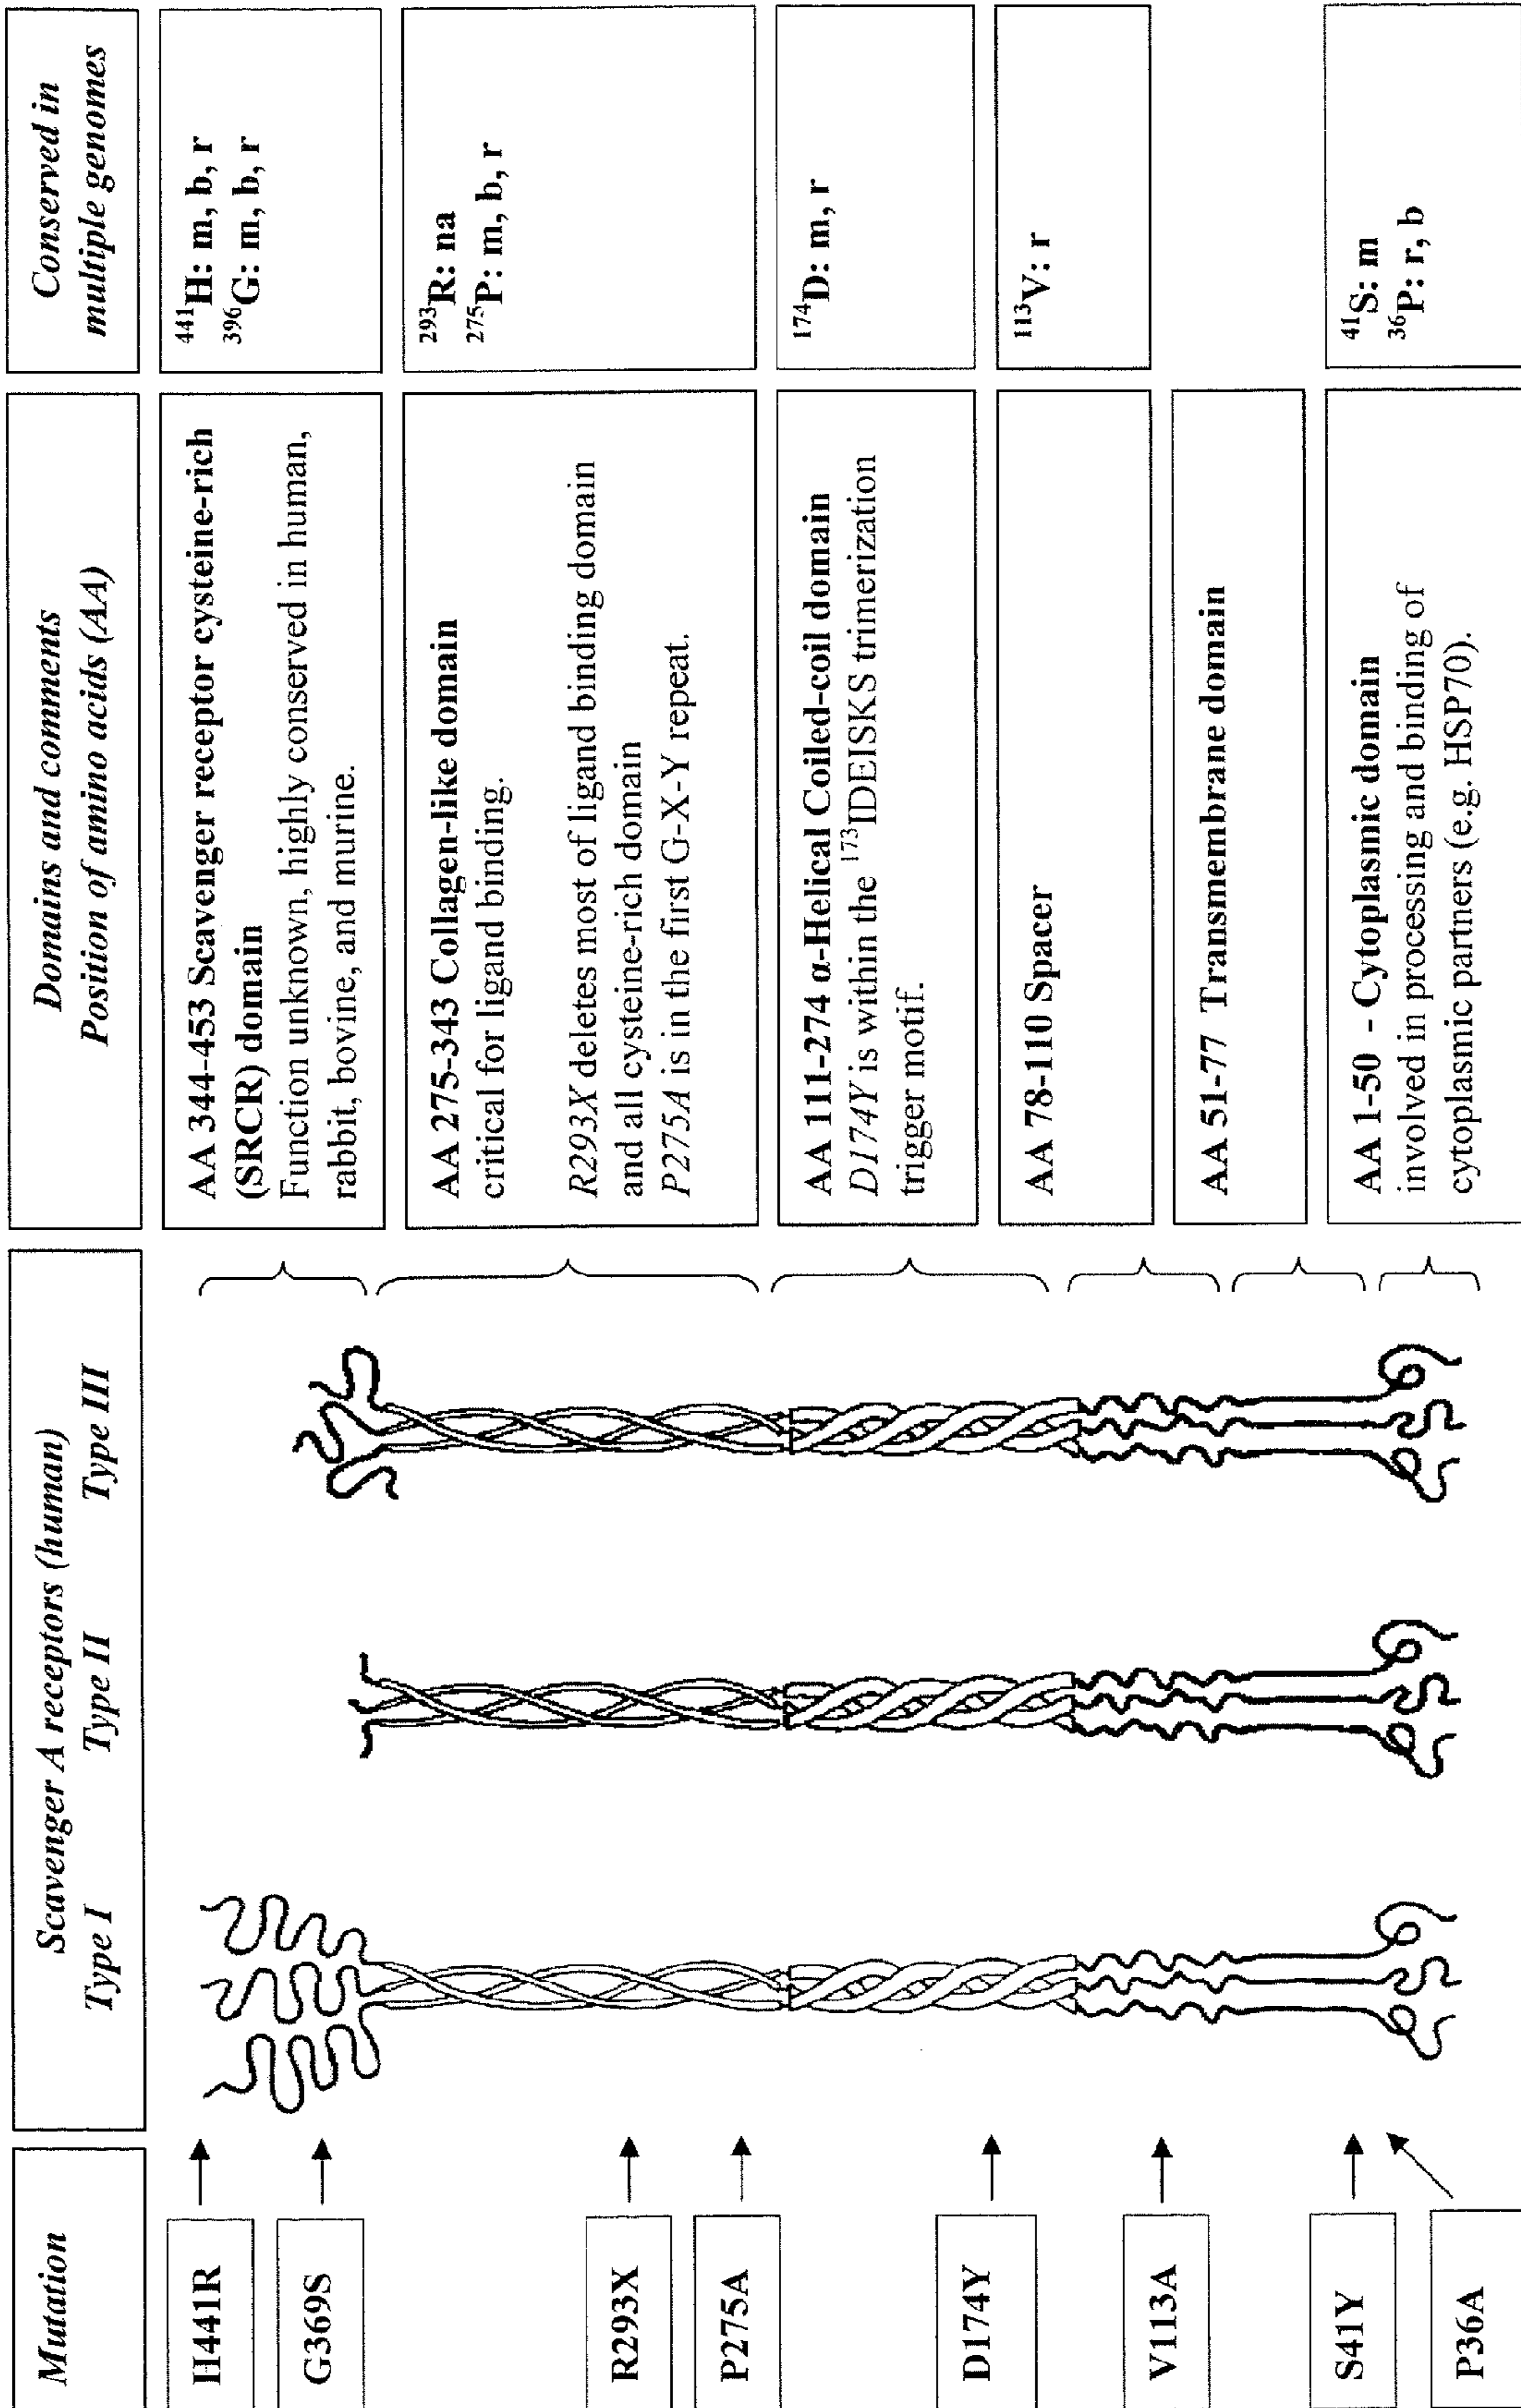 Mutation
Scavenger A receptors (human)
Type I Type II Type III
Domains and comments
Position of amino acids (AA)
Conserved in
multiple genomes
H441R
G369S
R293X
P275A
D174Y
V113A
S41Y
P36A
AA 344-453 Scavenger receptor cysteine-rich
(SRCR) domain
Function unknown, highly conserved in human,
rabbit, bovine, and murine.
⁴⁴¹H: m, b, r
³⁹⁶G: m, b, r
AA 275-343 Collagen-like domain
critical for ligand binding.
R293X deletes most of ligand binding domain
and all cysteine-rich domain
P275A is in the first G-X-Y repeat.
²⁹³R: na
²⁷⁵P: m, b, r
AA 111-274 α-Helical Coiled-coil domain
D174Y is within the ¹⁷³IDEISKS trimerization
trigger motif.
¹⁷⁴D: m, r
AA 78-110 Spacer
¹¹³V: r
AA 51-77 Transmembrane domain
AA 1-50 - Cytoplasmic domain
involved in processing and binding of
cytoplasmic partners (e.g. HSP70).
⁴¹S: m
³⁶P: r, b